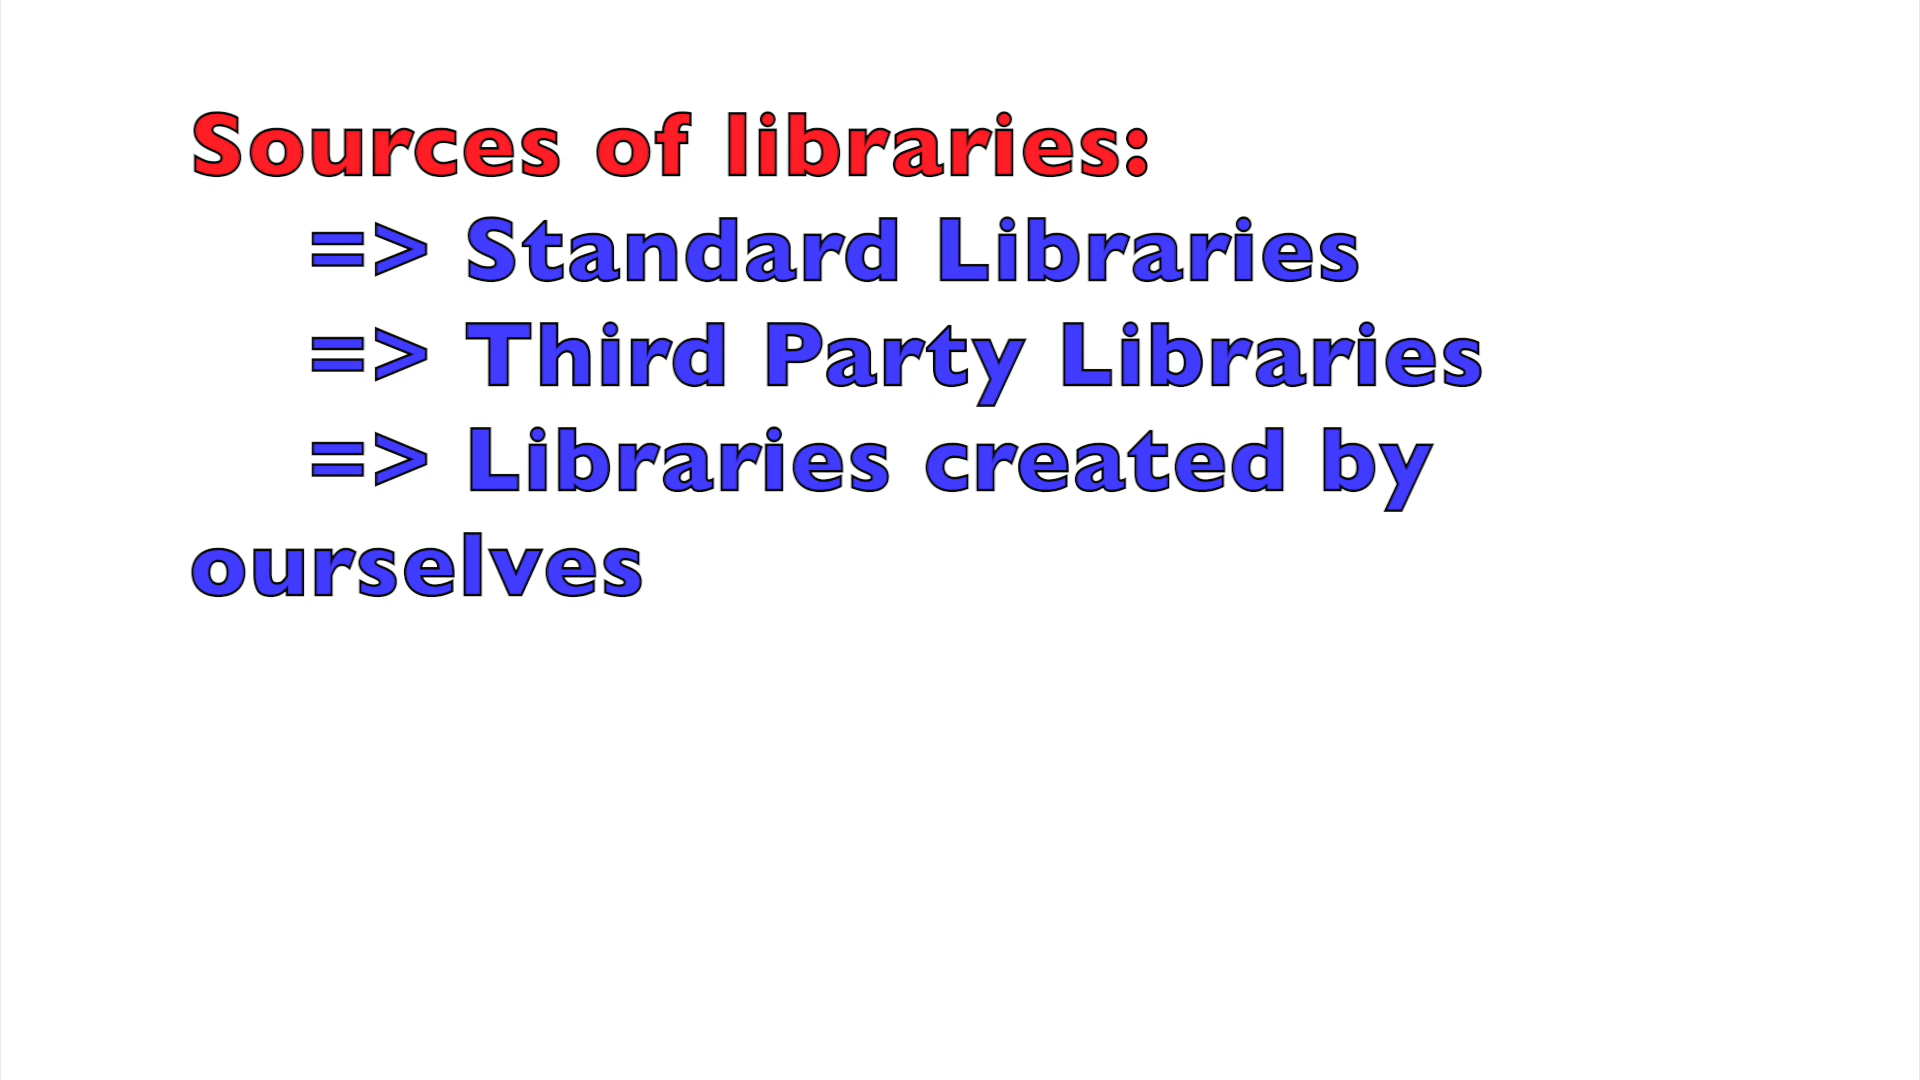 Sources of libraries:
=> Standard Libraries
=> Third Party Libraries
=> Libraries created by
ourselves